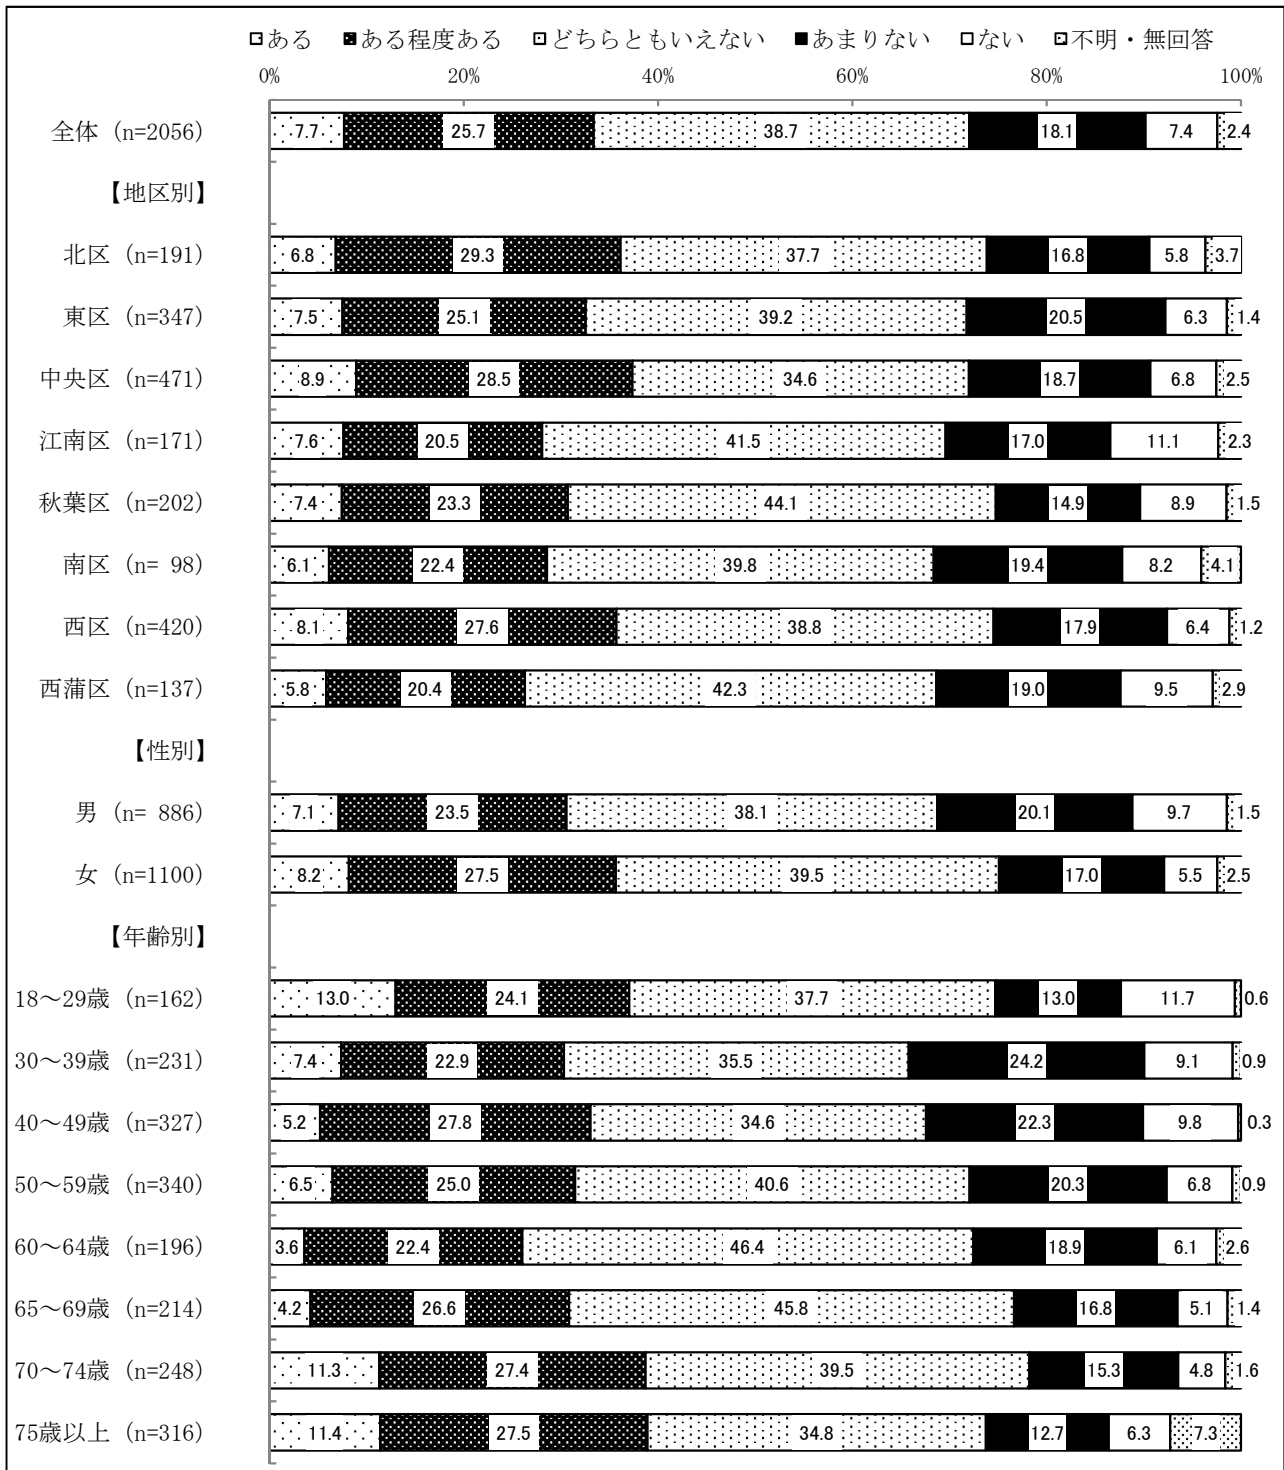 ある ある程度ある どちらともいえない あまりない ない 不明・無回答
0% 20% 40% 60% 80% 100%
全体 (n=2056) 7.7 25.7 38.7 18.1 7.4 2.4
【地区別】
北区 (n=191) 6.8 29.3 37.7 16.8 5.8 3.7
東区 (n=347) 7.5 25.1 39.2 20.5 6.3 1.4
中央区 (n=471) 8.9 28.5 34.6 18.7 6.8 2.5
江南区 (n=171) 7.6 20.5 41.5 17.0 11.1 2.3
秋葉区 (n=202) 7.4 23.3 44.1 14.9 8.9 1.5
南区 (n= 98) 6.1 22.4 39.8 19.4 8.2 4.1
西区 (n=420) 8.1 27.6 38.8 17.9 6.4 1.2
西蒲区 (n=137) 5.8 20.4 42.3 19.0 9.5 2.9
【性別】
男 (n= 886) 7.1 23.5 38.1 20.1 9.7 1.5
女 (n=1100) 8.2 27.5 39.5 17.0 5.5 2.5
【年齢別】
18～29歳 (n=162) 13.0 24.1 37.7 13.0 11.7 0.6
30～39歳 (n=231) 7.4 22.9 35.5 24.2 9.1 0.9
40～49歳 (n=327) 5.2 27.8 34.6 22.3 9.8 0.3
50～59歳 (n=340) 6.5 25.0 40.6 20.3 6.8 0.9
60～64歳 (n=196) 3.6 22.4 46.4 18.9 6.1 2.6
65～69歳 (n=214) 4.2 26.6 45.8 16.8 5.1 1.4
70～74歳 (n=248) 11.3 27.4 39.5 15.3 4.8 1.6
75歳以上 (n=316) 11.4 27.5 34.8 12.7 6.3 7.3